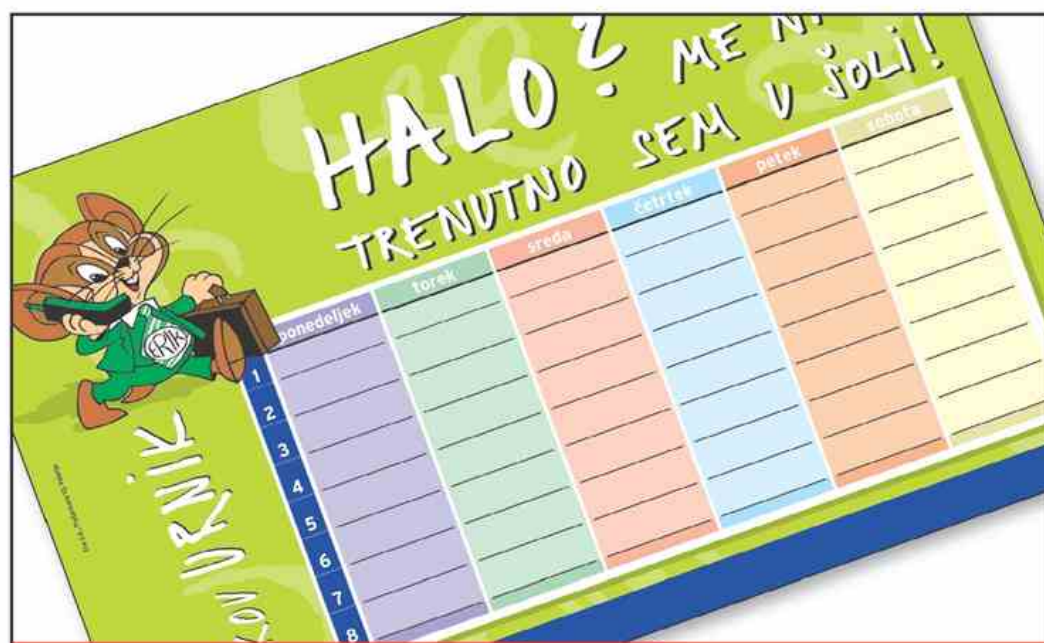 HALO? ME NI
TRENUTNO SEM V ŠOLI!
ponedeljek torek sreda četrtek petek sobota
1
2
3
4
5
6
7
8
ERIK
URNIK